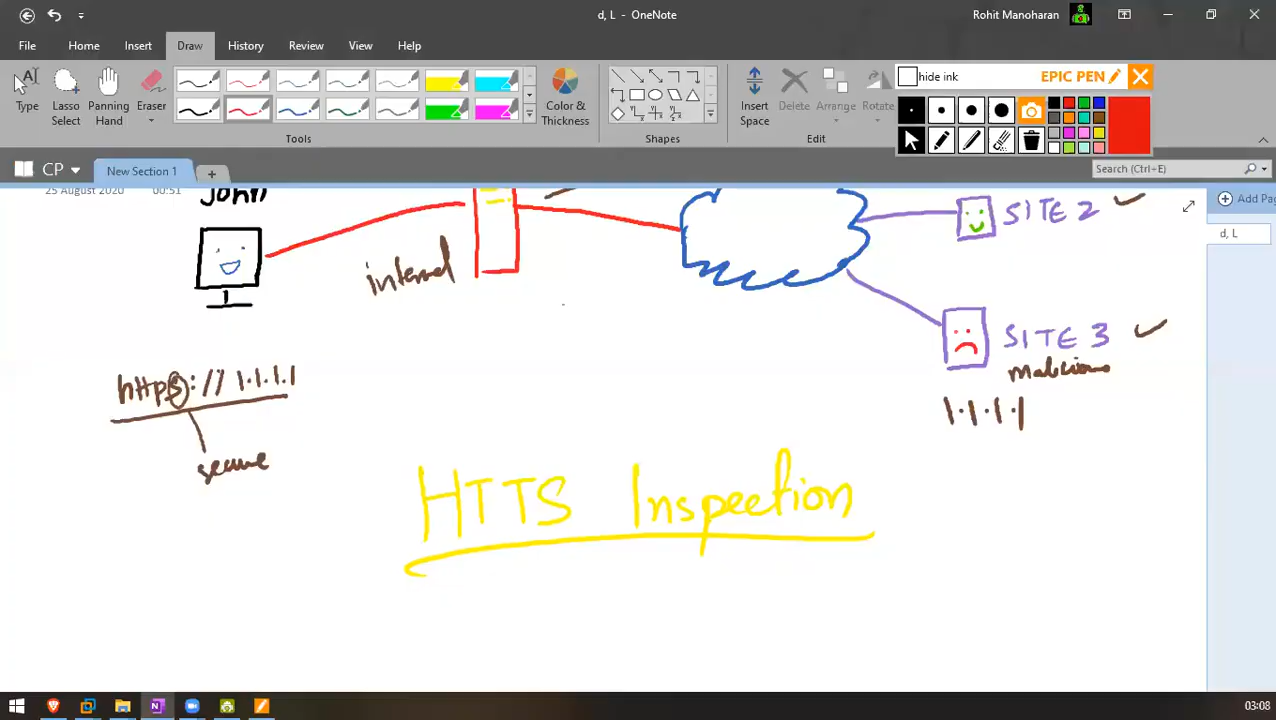 d, L - OneNote
Rohit Manoharan
File Home Insert Draw History Review View Help
hide ink
EPIC PEN
Type
Lasso Select
Panning Hand
Eraser
Color & Thickness
Insert Space
Delete
Arrange
Rotate
Tools
Shapes
Edit
CP
New Section 1
Search (Ctrl+E)
25 August 2020 00:51
Add Pag
d, L
John
SITE 2
internal
SITE 3
malicious
https://1.1.1.1
1.1.1.1
secure
HTTS Inspection
03:08